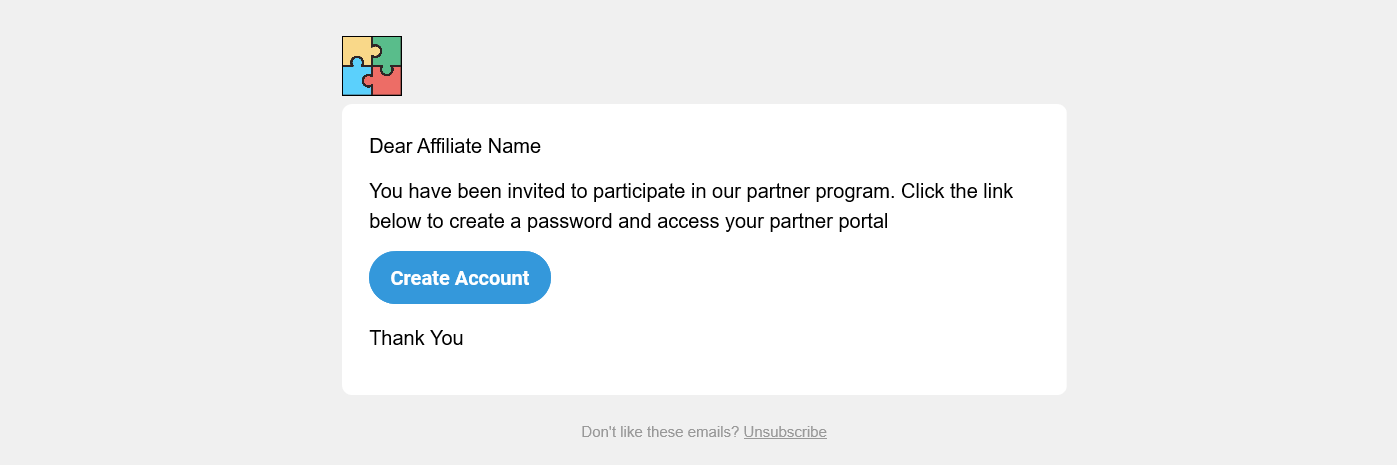 Dear Affiliate Name
You have been invited to participate in our partner program. Click the link
below to create a password and access your partner portal
Create Account
Thank You
Don't like these emails? Unsubscribe